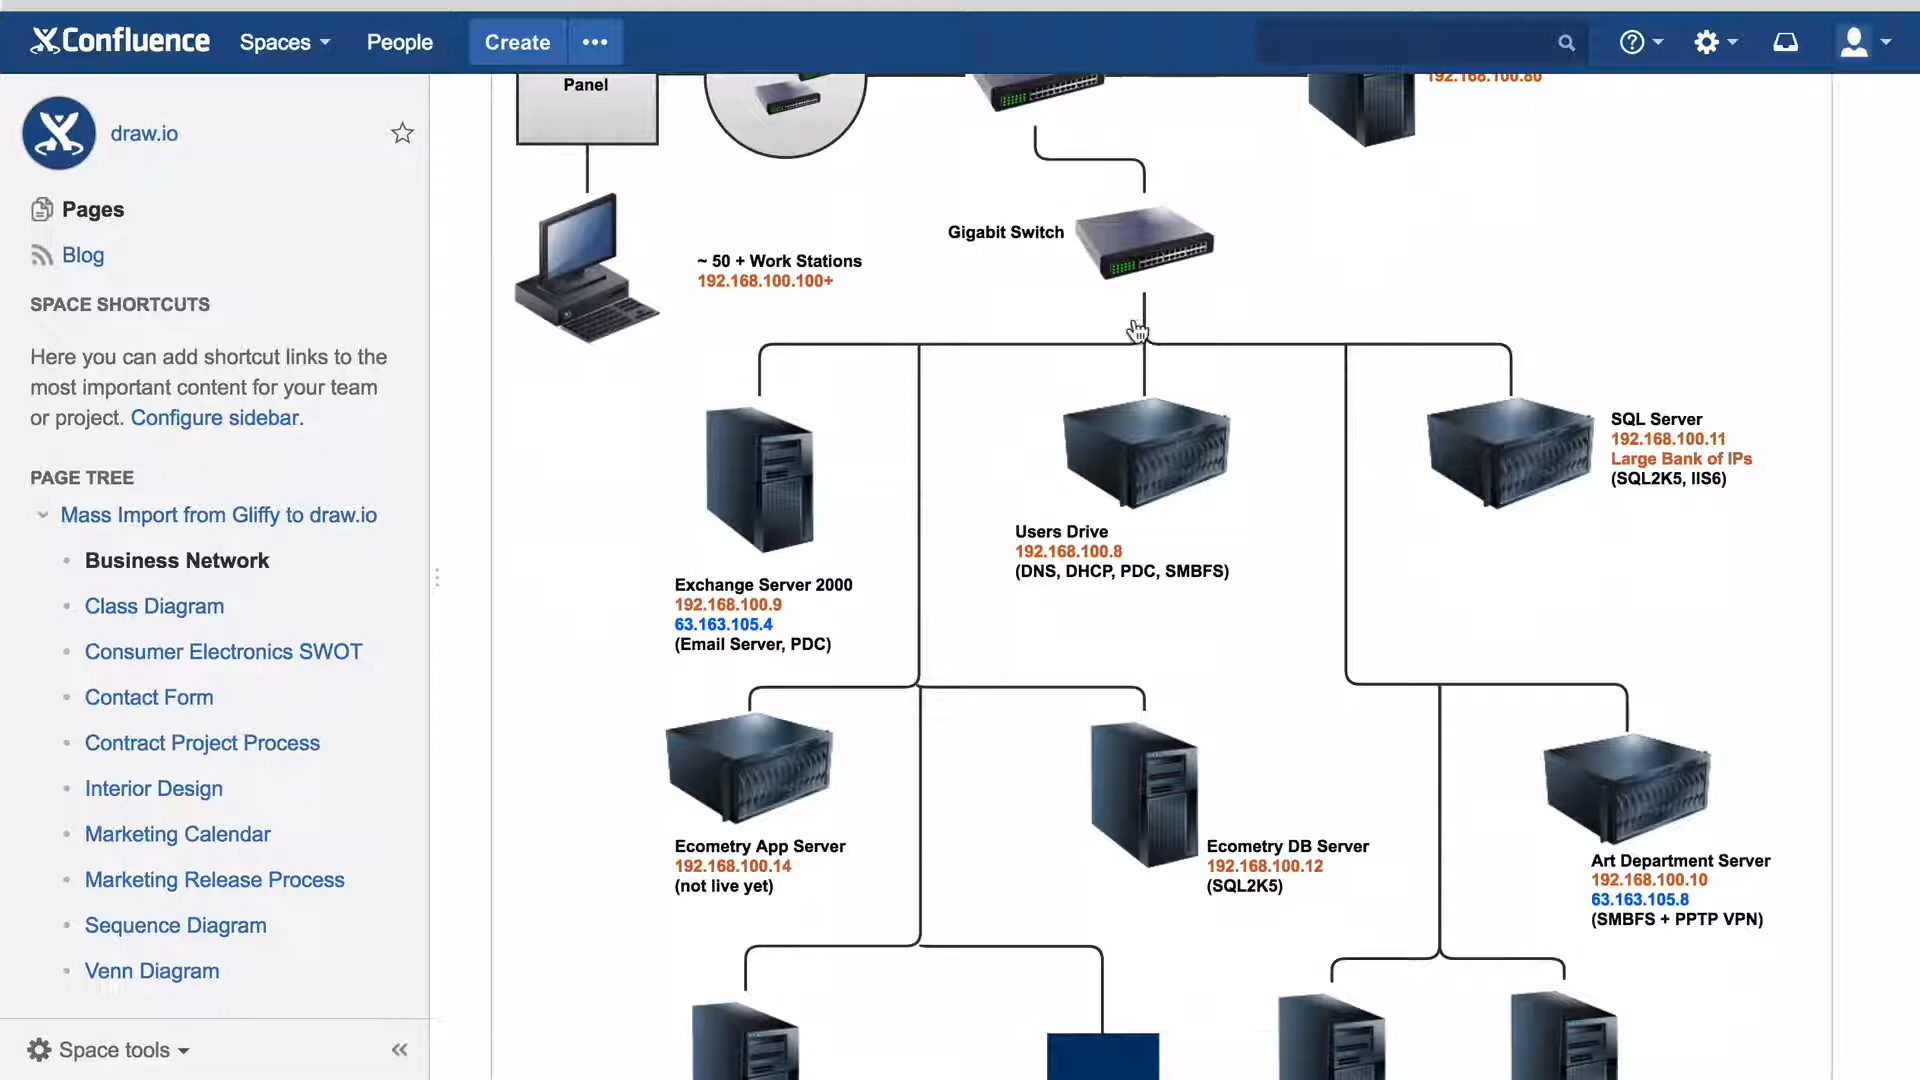 Confluence
Spaces
People
Create
draw.io
Pages
Blog
SPACE SHORTCUTS
Here you can add shortcut links to the
most important content for your team
or project. Configure sidebar.
PAGE TREE
Mass Import from Gliffy to draw.io
Business Network
Class Diagram
Consumer Electronics SWOT
Contact Form
Contract Project Process
Interior Design
Marketing Calendar
Marketing Release Process
Sequence Diagram
Venn Diagram
Space tools
Panel
192.168.100.80
Gigabit Switch
~ 50 + Work Stations
192.168.100.100+
SQL Server
192.168.100.11
Large Bank of IPs
(SQL2K5, IIS6)
Users Drive
192.168.100.8
(DNS, DHCP, PDC, SMBFS)
Exchange Server 2000
192.168.100.9
63.163.105.4
(Email Server, PDC)
Ecometry App Server
192.168.100.14
(not live yet)
Ecometry DB Server
192.168.100.12
(SQL2K5)
Art Department Server
192.168.100.10
63.163.105.8
(SMBFS + PPTP VPN)